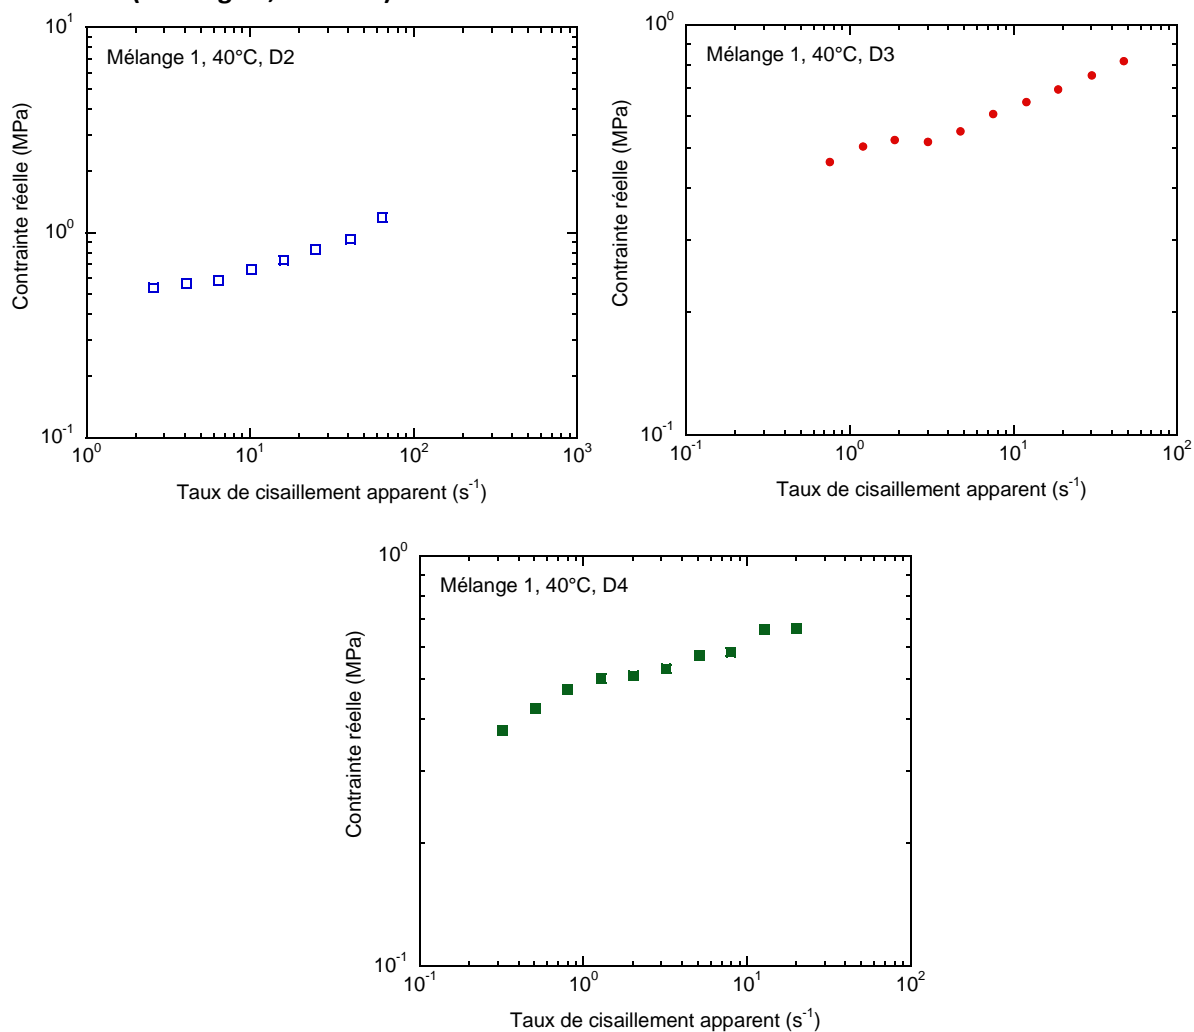 Mélange 1, 40°C, D2
Contrainte réelle (MPa)
10¹
10⁰
10⁻¹
10⁰
10¹
10²
10³
Taux de cisaillement apparent (s⁻¹)
Mélange 1, 40°C, D3
Contrainte réelle (MPa)
10⁰
10⁻¹
10⁻¹
10⁰
10¹
10²
Taux de cisaillement apparent (s⁻¹)
Mélange 1, 40°C, D4
Contrainte réelle (MPa)
10⁰
10⁻¹
10⁻¹
10⁰
10¹
10²
Taux de cisaillement apparent (s⁻¹)